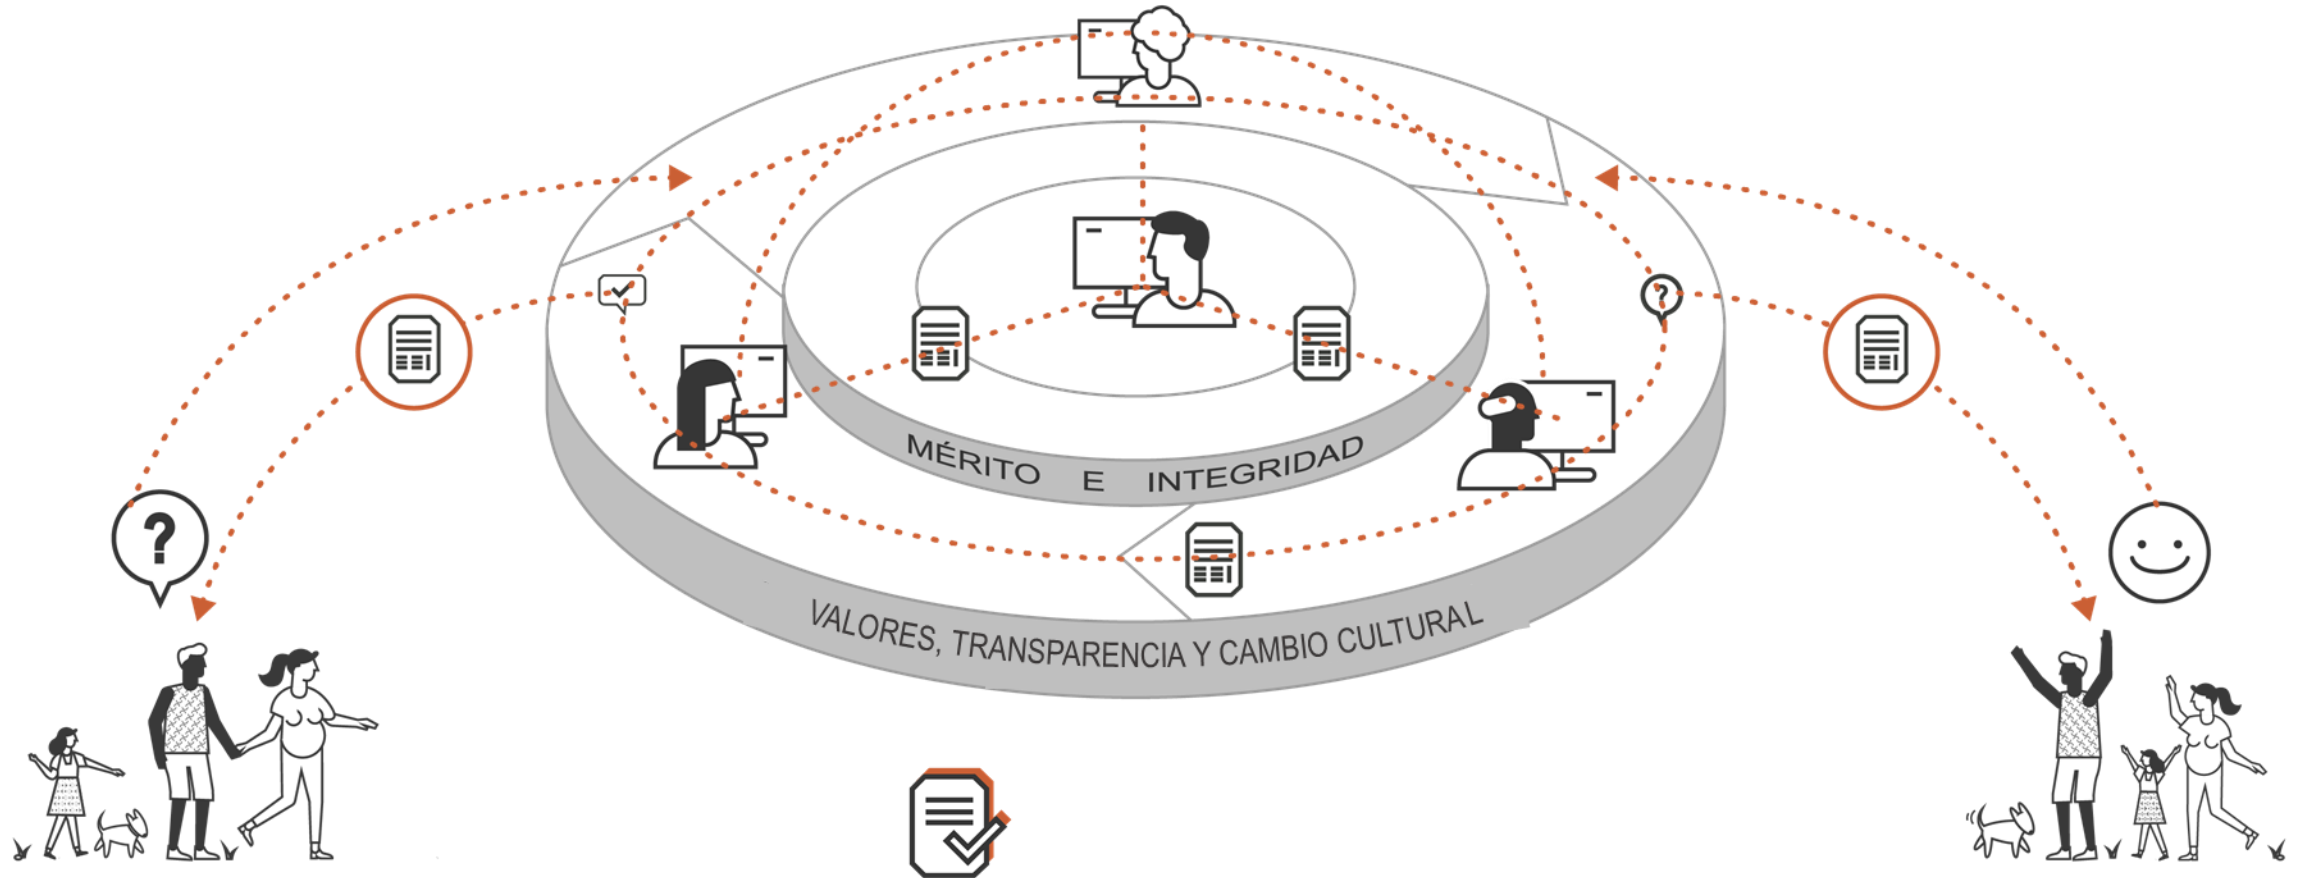 MÉRITO E INTEGRIDAD
VALORES, TRANSPARENCIA Y CAMBIO CULTURAL
?
?